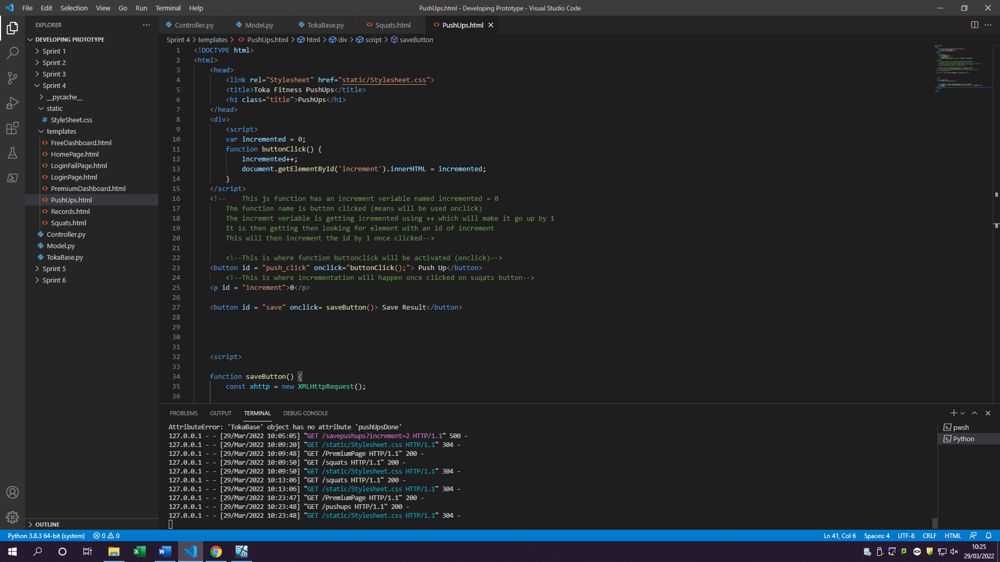 File Edit Selection View Go Run Terminal Help PushUps.html - Developing Prototype - Visual Studio Code
EXPLORER
DEVELOPING PROTOTYPE
Sprint 1
Sprint 2
Sprint 3
Sprint 4
__pycache__
static
# StyleSheet.css
templates
<> FreeDashboard.html
<> HomePage.html
<> LoginFailPage.html
<> LoginPage.html
<> PremiumDashboard.html
<> PushUps.html
<> Records.html
<> Squats.html
Controller.py
Model.py
TokaBase.py
Sprint 5
Sprint 6
OUTLINE
Controller.py Model.py TokaBase.py <> Squats.html <> PushUps.html
Sprint 4 > templates > <> PushUps.html > html > div > script > saveButton
1 <!DOCTYPE html>
2 <html>
3 <head>
4 <link rel="Stylesheet" href="static/Stylesheet.css">
5 <title>Toka Fitness PushUps</title>
6 <h1 class="title">PushUps</h1>
7 </head>
8 <div>
9 <script>
10 var incremented = 0;
11 function buttonClick() {
12 incremented++;
13 document.getElementById('increment').innerHTML = incremented;
14 }
15 </script>
16 <!-- This js function has an increment veriable named incremented = 0
17 The function name is button clicked (means will be used onclick)
18 The incremnt veriable is getting icremented using ++ which will make it go up by 1
19 It is then getting then looking for element with an id of increment
20 This will then increment the id by 1 once clicked-->
21
22 <!--This is where function buttonclick will be activated (onclick)-->
23 <button id = "push_click" onclick="buttonClick();"> Push Up</button>
24 <!--This is where incrementation will happen once clicked on suqats button-->
25 <p id = "increment">0</p>
26
27 <button id = "save" onclick= saveButton()> Save Result</button>
28
29
30
31
32 <script>
33
34 function saveButton() {
35 const xhttp = new XMLHttpRequest();
36
PROBLEMS OUTPUT TERMINAL DEBUG CONSOLE
AttributeError: 'TokaBase' object has no attribute 'pushUpsDone'
127.0.0.1 - - [29/Mar/2022 10:05:05] "GET /savepushups?increment=2 HTTP/1.1" 500 -
127.0.0.1 - - [29/Mar/2022 10:09:20] "GET /static/Stylesheet.css HTTP/1.1" 304 -
127.0.0.1 - - [29/Mar/2022 10:09:48] "GET /PremiumPage HTTP/1.1" 200 -
127.0.0.1 - - [29/Mar/2022 10:09:50] "GET /squats HTTP/1.1" 200 -
127.0.0.1 - - [29/Mar/2022 10:09:50] "GET /static/Stylesheet.css HTTP/1.1" 304 -
127.0.0.1 - - [29/Mar/2022 10:13:06] "GET /squats HTTP/1.1" 200 -
127.0.0.1 - - [29/Mar/2022 10:13:06] "GET /static/Stylesheet.css HTTP/1.1" 304 -
127.0.0.1 - - [29/Mar/2022 10:23:47] "GET /PremiumPage HTTP/1.1" 200 -
127.0.0.1 - - [29/Mar/2022 10:23:48] "GET /pushups HTTP/1.1" 200 -
127.0.0.1 - - [29/Mar/2022 10:23:48] "GET /static/Stylesheet.css HTTP/1.1" 304 -
pwsh
Python
Python 3.8.3 64-bit (system) 0 0 Ln 41, Col 6 Spaces: 4 UTF-8 CRLF HTML
10:25
29/03/2022